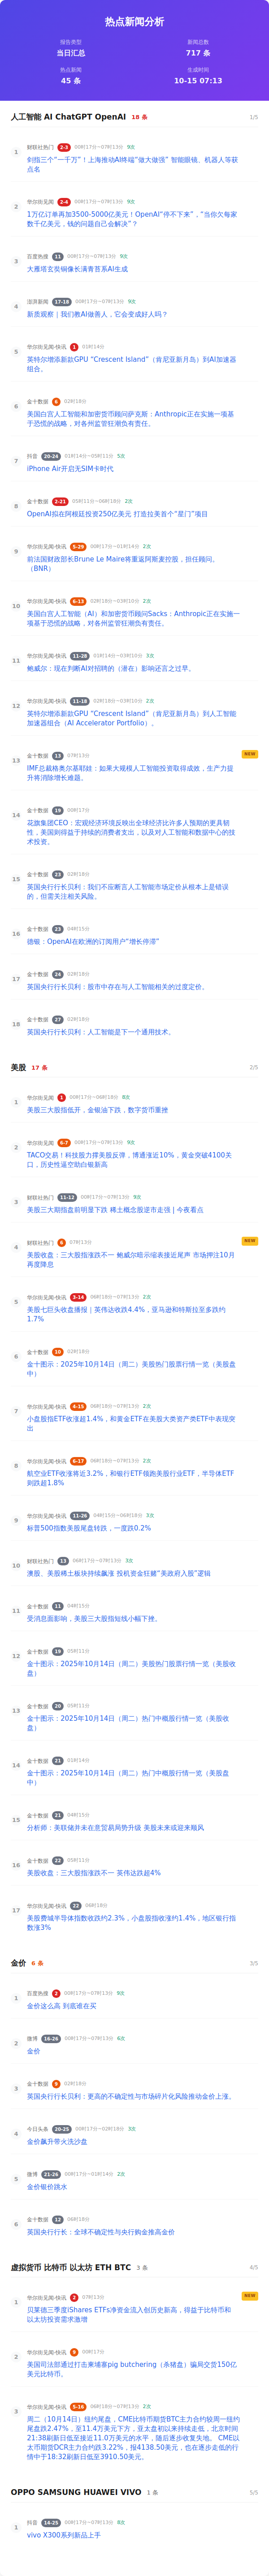 热点新闻分析
报告类型
当日汇总
新闻总数
717 条
热点新闻
45 条
生成时间
10-15 07:13
人工智能 AI ChatGPT OpenAI 18 条 1/5
1
财联社热门 2-3 00时17分~07时13分 9次
剑指三个“一千万”！上海推动AI终端“做大做强” 智能眼镜、机器人等获
点名
2
华尔街见闻 2-4 00时17分~07时13分 9次
1万亿订单再加3500-5000亿美元！OpenAI“停不下来”，“当你欠每家
数千亿美元，钱的问题自己会解决”？
3
百度热搜 11 00时17分~07时13分 9次
大雁塔玄奘铜像长满青苔系AI生成
4
澎湃新闻 17-18 00时17分~07时13分 9次
新质观察｜我们教AI做善人，它会变成好人吗？
5
华尔街见闻-快讯 1 01时14分
英特尔增添新款GPU “Crescent Island”（肯尼亚新月岛）到AI加速器
组合。
6
金十数据 6 03时18分
美国白宫人工智能和加密货币顾问萨克斯：Anthropic正在实施一项基
于恐慌的战略，对各州监管狂潮负有责任。
7
抖音 20-24 01时14分~05时11分 5次
iPhone Air开启无SIM卡时代
8
金十数据 2-21 05时11分~06时18分 2次
OpenAI拟在阿根廷投资250亿美元 打造拉美首个“星门”项目
9
华尔街见闻-快讯 5-29 00时17分~01时14分 2次
前法国财政部长Brune Le Maire将重返阿斯麦控股，担任顾问。
（BNR）
10
华尔街见闻-快讯 6-13 02时18分~03时10分 2次
美国白宫人工智能（AI）和加密货币顾问Sacks：Anthropic正在实施一
项基于恐慌的战略，对各州监管狂潮负有责任。
11
华尔街见闻-快讯 11-28 01时14分~03时10分 3次
鲍威尔：现在判断AI对招聘的（潜在）影响还言之过早。
12
华尔街见闻-快讯 11-18 02时18分~03时10分 2次
英特尔增添新款GPU “Crescent Island”（肯尼亚新月岛）到人工智能
加速器组合（AI Accelerator Portfolio）。
13
金十数据 12 07时13分 NEW
IMF总裁格奥尔基耶娃：如果大规模人工智能投资取得成效，生产力提
升将消除增长难题。
14
金十数据 19 00时17分
花旗集团CEO：宏观经济环境反映出全球经济比许多人预期的更具韧
性，美国则得益于持续的消费者支出，以及对人工智能和数据中心的技
术投资。
15
金十数据 23 02时18分
英国央行行长贝利：我们不应断言人工智能市场定价从根本上是错误
的，但需关注相关风险。
16
金十数据 23 04时15分
德银：OpenAI在欧洲的订阅用户“增长停滞”
17
金十数据 24 02时18分
英国央行行长贝利：股市中存在与人工智能相关的过度定价。
18
金十数据 27 02时18分
英国央行行长贝利：人工智能是下一个通用技术。
美股 17 条 2/5
1
华尔街见闻 1 00时17分~06时18分 8次
美股三大股指低开，金银油下跌，数字货币重挫
2
华尔街见闻 6-7 00时17分~07时13分 9次
TACO交易！科技股力撑美股反弹，博通涨近10%，黄金突破4100关
口，历史性逼空助白银新高
3
财联社热门 11-12 00时17分~07时13分 9次
美股三大期指盘前明显下跌 稀土概念股逆市走强 | 今夜看点
4
财联社热门 6 07时13分 NEW
美股收盘：三大股指涨跌不一 鲍威尔暗示缩表接近尾声 市场押注10月
再度降息
5
华尔街见闻-快讯 3-14 06时18分~07时13分 2次
美股七巨头收盘播报｜英伟达收跌4.4%，亚马逊和特斯拉至多跌约
1.7%
6
金十数据 10 02时18分
金十图示：2025年10月14日（周二）美股热门股票行情一览（美股盘
中）
7
华尔街见闻-快讯 4-15 06时18分~07时13分 2次
小盘股指ETF收涨超1.4%，和黄金ETF在美股大类资产类ETF中表现突
出
8
华尔街见闻-快讯 6-17 06时18分~07时13分 2次
航空业ETF收涨将近3.2%，和银行ETF领跑美股行业ETF，半导体ETF
则跌超1.8%
9
华尔街见闻-快讯 11-26 04时15分~06时18分 3次
标普500指数美股尾盘转跌，一度跌0.2%
10
财联社热门 13 06时17分~07时13分 3次
澳股、美股稀土板块持续飙涨 投机资金狂赌“美政府入股”逻辑
11
金十数据 11 04时15分
受消息面影响，美股三大股指短线小幅下挫。
12
金十数据 19 05时11分
金十图示：2025年10月14日（周二）美股热门股票行情一览（美股收
盘）
13
金十数据 20 05时11分
金十图示：2025年10月14日（周二）热门中概股行情一览（美股收
盘）
14
金十数据 21 01时14分
金十图示：2025年10月14日（周二）热门中概股行情一览（美股盘
中）
15
金十数据 21 04时15分
分析师：美联储并未在意贸易局势升级 美股未来或迎来顺风
16
金十数据 22 05时11分
美股收盘：三大股指涨跌不一 英伟达跌超4%
17
华尔街见闻-快讯 22 06时18分
美股费城半导体指数收跌约2.3%，小盘股指收涨约1.4%，地区银行指
数涨3%
金价 6 条 3/5
1
百度热搜 2 00时17分~07时13分 9次
金价这么高 到底谁在买
2
微博 16-26 00时17分~07时13分 6次
金价
3
金十数据 9 02时18分
英国央行行长贝利：更高的不确定性与市场碎片化风险推动金价上涨。
4
今日头条 20-25 00时17分~02时18分 3次
金价飙升带火洗沙盘
5
微博 21-26 00时17分~01时14分 2次
金价银价跳水
6
金十数据 12 06时18分
英国央行行长：全球不确定性与央行购金推高金价
虚拟货币 比特币 以太坊 ETH BTC 3 条 4/5
1
华尔街见闻-快讯 2 07时13分 NEW
贝莱德三季度iShares ETFs净资金流入创历史新高，得益于比特币和
以太坊投资需求激增
2
华尔街见闻-快讯 9 00时17分
美国司法部通过打击柬埔寨pig butchering（杀猪盘）骗局交货150亿
美元比特币。
3
华尔街见闻-快讯 5-16 06时18分~07时13分 2次
周二（10月14日）纽约尾盘，CME比特币期货BTC主力合约较周一纽约
尾盘跌2.47%，至11.4万美元下方，亚太盘初以来持续走低，北京时间
21:38刷新日低至接近11.0万美元的水平，随后逐步收复失地。 CME以
太币期货DCR主力合约跌3.22%，报4138.50美元，也在逐步走低的行
情中于18:32刷新日低至3910.50美元。
OPPO SAMSUNG HUAWEI VIVO 1 条 5/5
1
抖音 14-25 00时17分~07时13分 8次
vivo X300系列新品上手